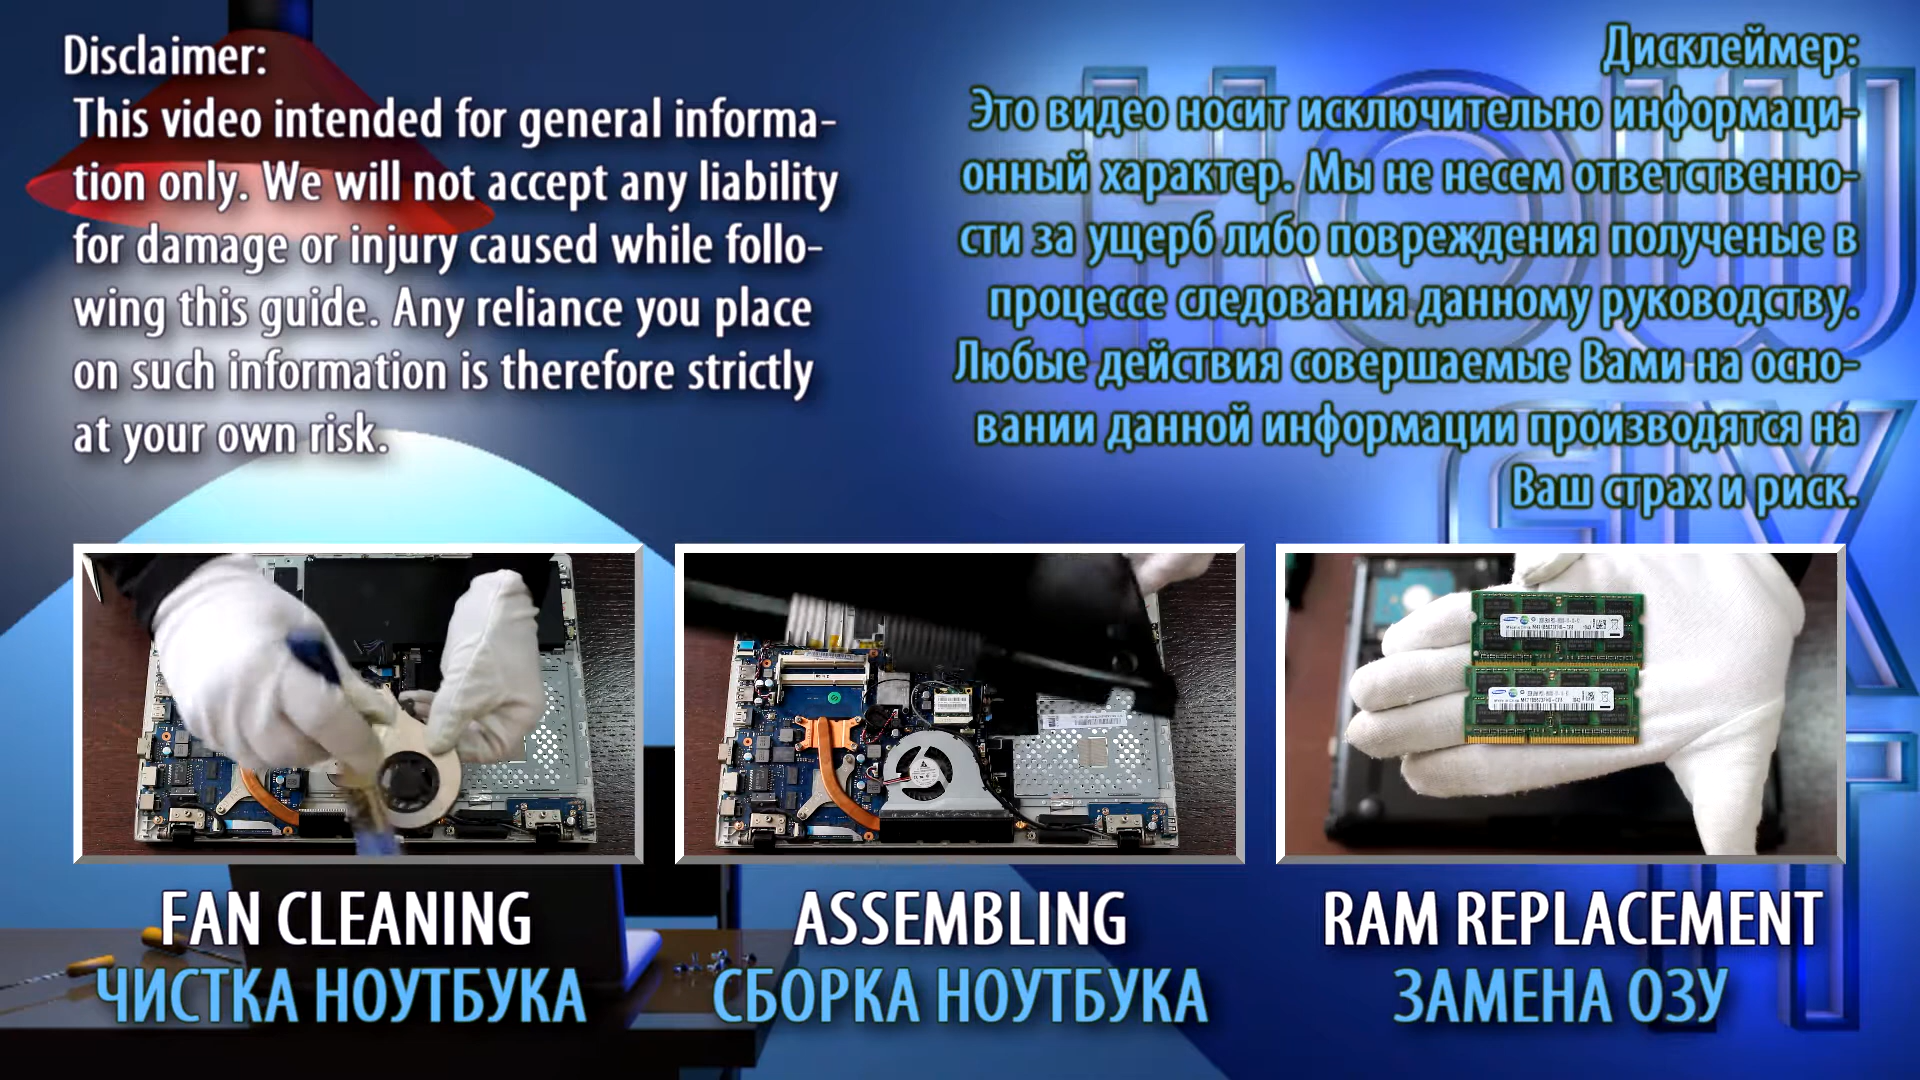 Disclaimer:
This video intended for general informa-
tion only. We will not accept any liability
for damage or injury caused while follo-
wing this guide. Any reliance you place
on such information is therefore strictly
at your own risk.
Дисклеймер:
Это видео носит исключительно информаци-
онный характер. Мы не несем ответственно-
сти за ущерб либо повреждения полученые в
процессе следования данному руководству.
Любые действия совершаемые Вами на осно-
вании данной информации производятся на
Ваш страх и риск.
HOW
FIX
IT
FAN CLEANING
ЧИСТКА НОУТБУКА
ASSEMBLING
СБОРКА НОУТБУКА
RAM REPLACEMENT
ЗАМЕНА ОЗУ